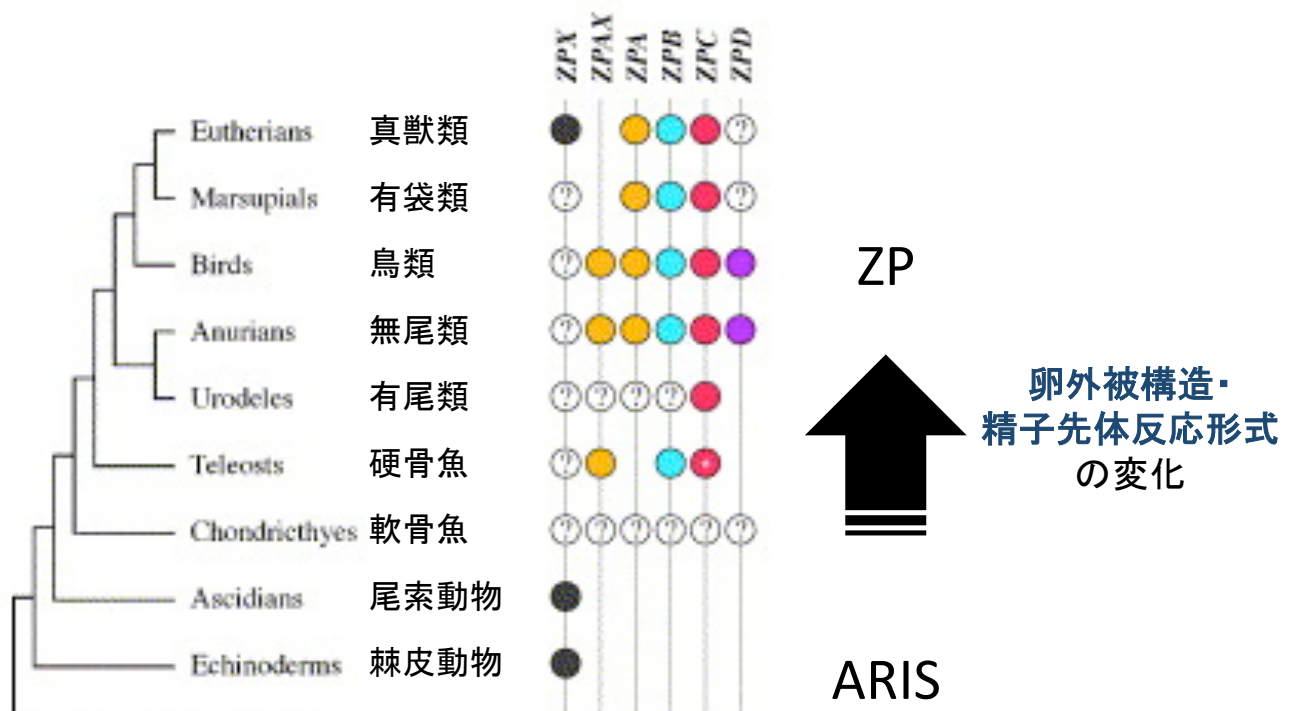 ZPX ZPAX ZPA ZPB ZPC ZPD
Eutherians 真獣類 ?
Marsupials 有袋類 ? ?
Birds 鳥類 ?
ZP
Anurians 無尾類 ?
Urodeles 有尾類 ? ? ? ?
卵外被構造・
精子先体反応形式
の変化
Teleosts 硬骨魚 ?
Chondricthyes 軟骨魚 ? ? ? ? ? ?
Ascidians 尾索動物
Echinoderms 棘皮動物
ARIS